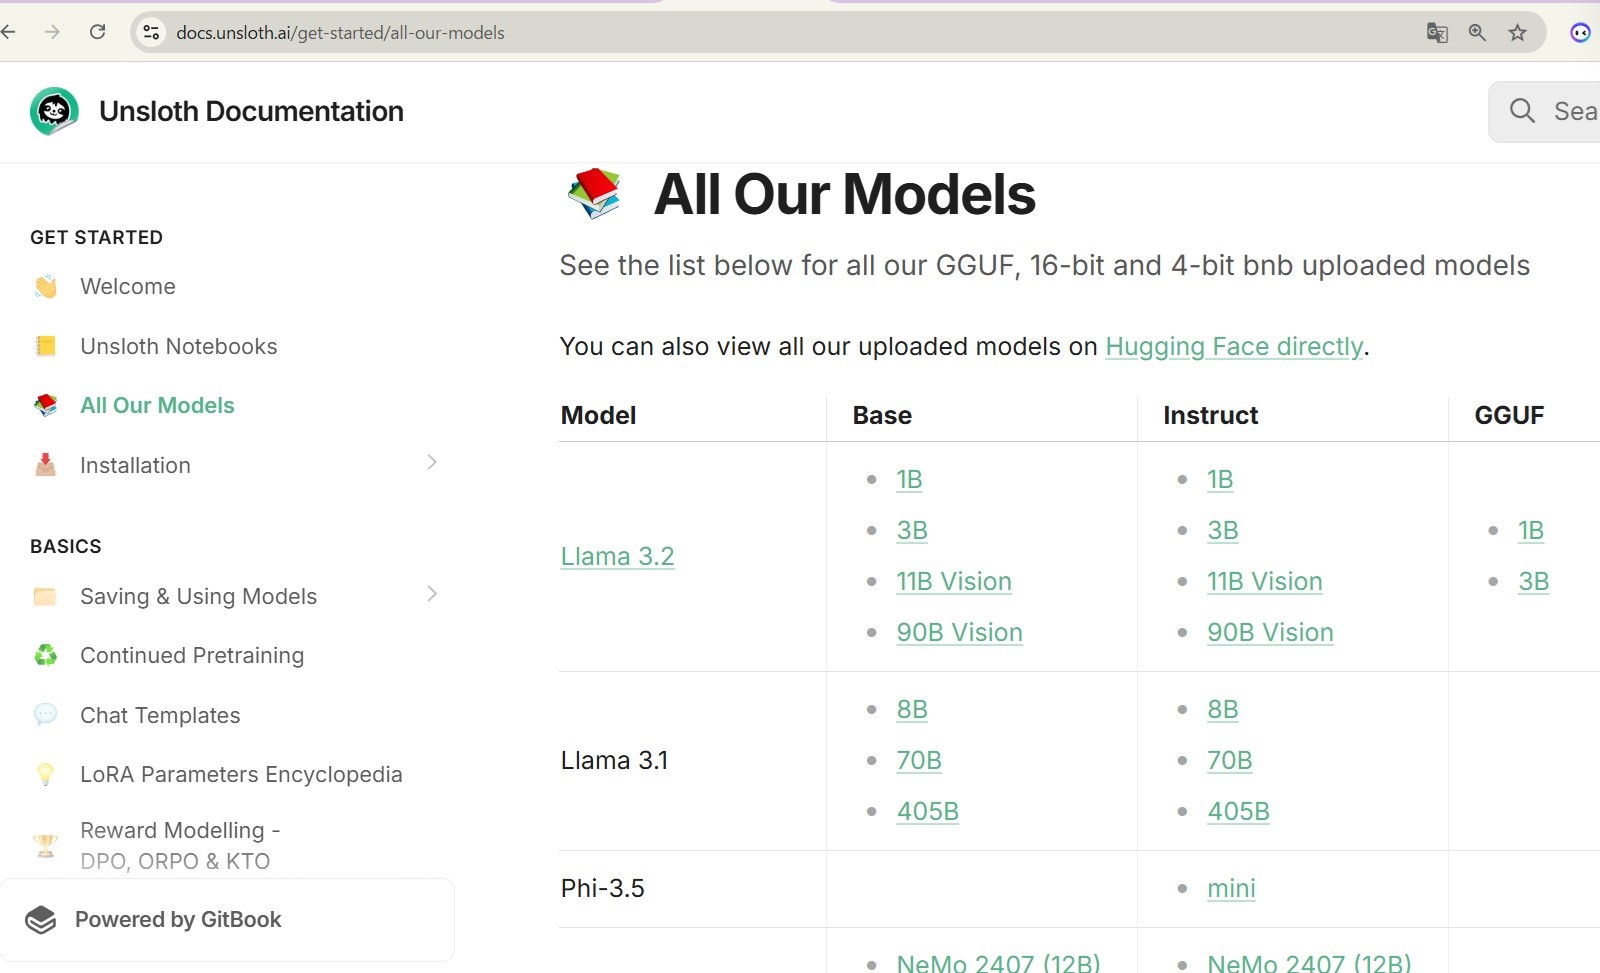 docs.unsloth.ai/get-started/all-our-models
Unsloth Documentation
Sea
GET STARTED
Welcome
Unsloth Notebooks
All Our Models
Installation
BASICS
Saving & Using Models
Continued Pretraining
Chat Templates
LoRA Parameters Encyclopedia
Reward Modelling -
DPO, ORPO & KTO
Powered by GitBook
All Our Models
See the list below for all our GGUF, 16-bit and 4-bit bnb uploaded models
You can also view all our uploaded models on Hugging Face directly.
Model Base Instruct GGUF
Llama 3.2
1B
3B
11B Vision
90B Vision
1B
3B
11B Vision
90B Vision
1B
3B
Llama 3.1
8B
70B
405B
8B
70B
405B
Phi-3.5
mini
NeMo 2407 (12B)
NeMo 2407 (12B)